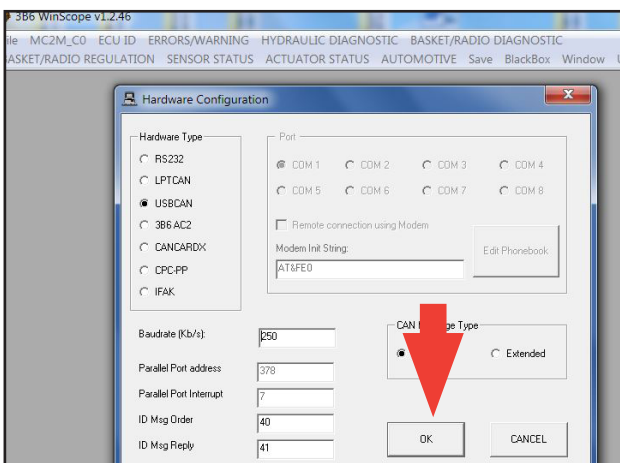 3B6 WinScope v1.2.46
ile MC2M_C0 ECU ID ERRORS/WARNING HYDRAULIC DIAGNOSTIC BASKET/RADIO DIAGNOSTIC
ASKET/RADIO REGULATION SENSOR STATUS ACTUATOR STATUS AUTOMOTIVE Save BlackBox Window
Hardware Configuration
Hardware Type
RS232
LPTCAN
USBCAN
3B6 AC2
CANCARDX
CPC-PP
IFAK
Port
COM 1 COM 2 COM 3 COM 4
COM 5 COM 6 COM 7 COM 8
Remote connection using Modem
Modem Init String:
AT&FE0
Edit Phonebook
Baudrate (Kb/s): 250
Parallel Port address 378
Parallel Port Interrupt 7
ID Msg Order 40
ID Msg Reply 41
CAN ge Type
Extended
OK CANCEL